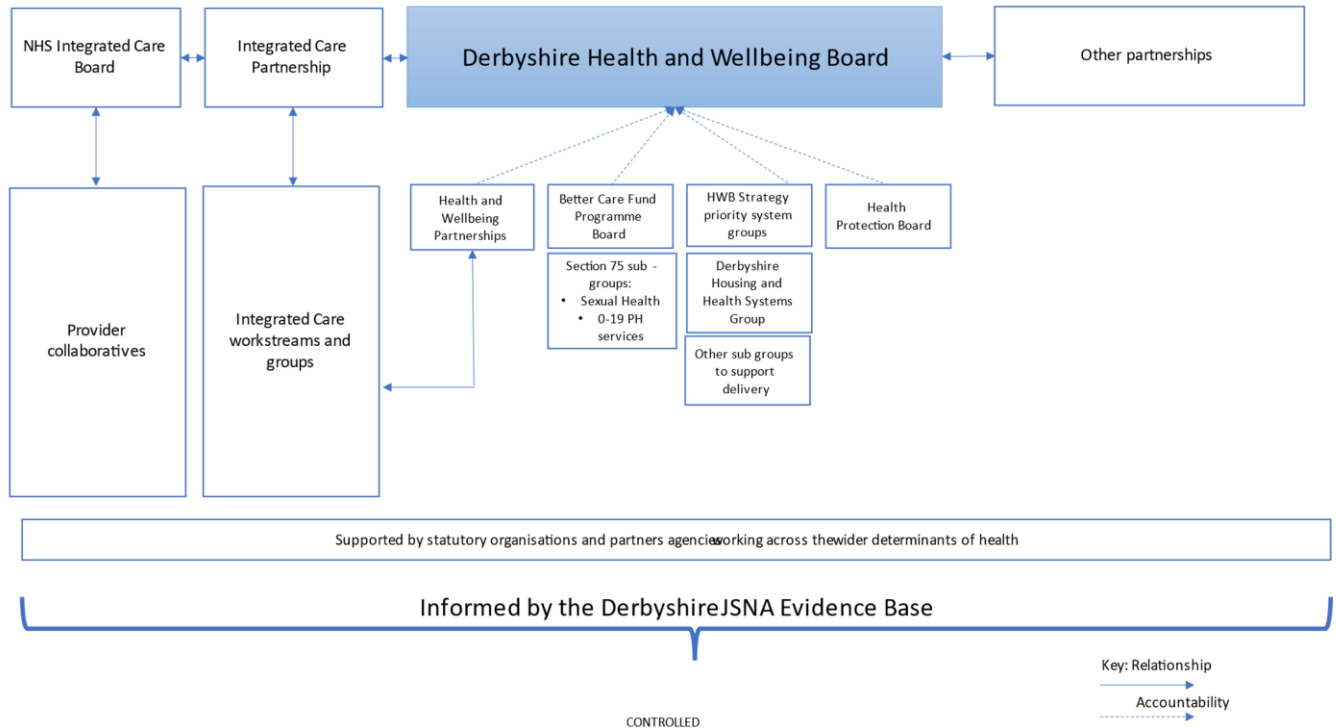 NHS Integrated Care
Board
Integrated Care
Partnership
Derbyshire Health and Wellbeing Board
Other partnerships
Health and
Wellbeing
Partnerships
Better Care Fund
Programme
Board
HWB Strategy
priority system
groups
Health
Protection Board
Section 75 sub -
groups:
• Sexual Health
• 0-19 PH
services
Derbyshire
Housing and
Health Systems
Group
Other sub groups
to support
delivery
Provider
collaboratives
Integrated Care
workstreams and
groups
Supported by statutory organisations and partners agencies working across thewider determinants of health
Informed by the DerbyshireJSNA Evidence Base
Key: Relationship
Accountability
CONTROLLED